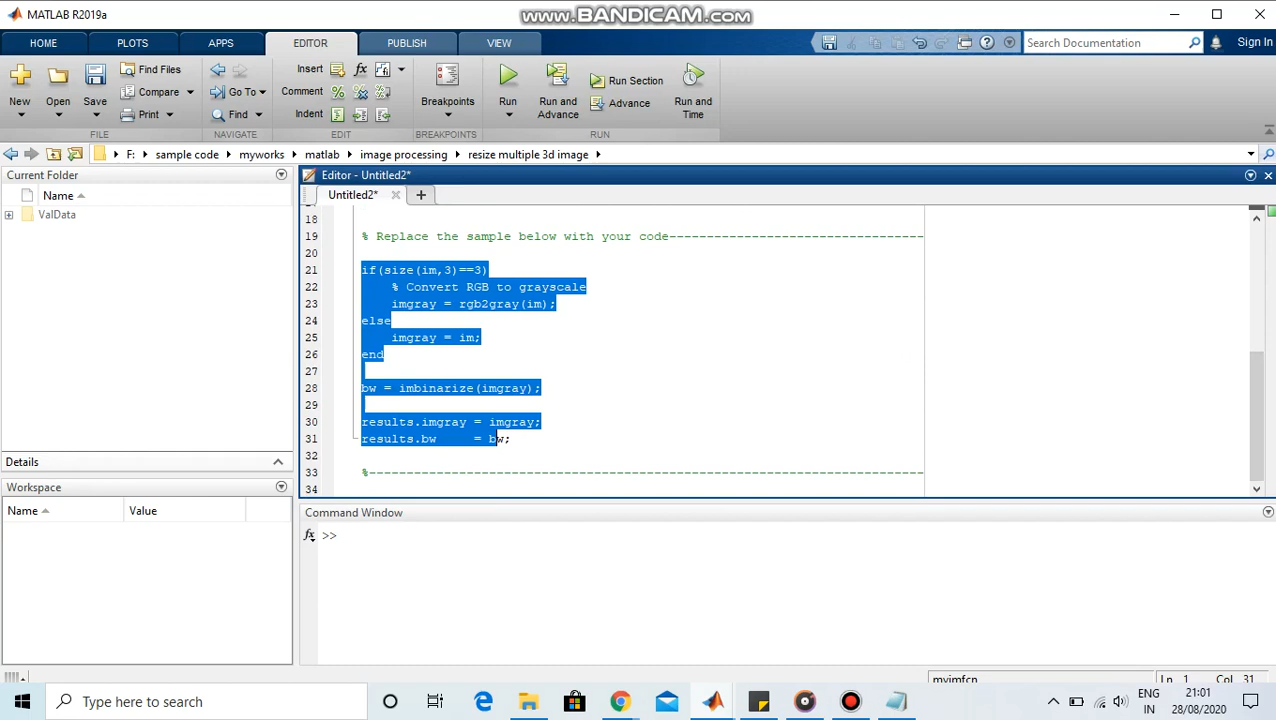 MATLAB R2019a
www.BANDICAM.com
HOME PLOTS APPS EDITOR PUBLISH VIEW
Search Documentation
Sign In
New
Open
Save
Find Files
Compare
Print
FILE
Go To
Find
NAVIGATE
Insert
Comment
Indent
EDIT
Breakpoints
BREAKPOINTS
Run
Run and Advance
Run Section
Advance
Run and Time
RUN
F: sample code myworks matlab image processing resize multiple 3d image
Current Folder
Name
ValData
Details
Workspace
Name Value
Editor - Untitled2*
Untitled2*
18
19 % Replace the sample below with your code----------------------------------
20
21 if(size(im,3)==3)
22 % Convert RGB to grayscale
23 imgray = rgb2gray(im);
24 else
25 imgray = im;
26 end
27
28 bw = imbinarize(imgray);
29
30 results.imgray = imgray;
31 results.bw = bw;
32
33 %--------------------------------------------------------------------------
34
Command Window
fx >>
myimfcn Ln 1 Col 31
Type here to search
ENG
IN
21:01
28/08/2020